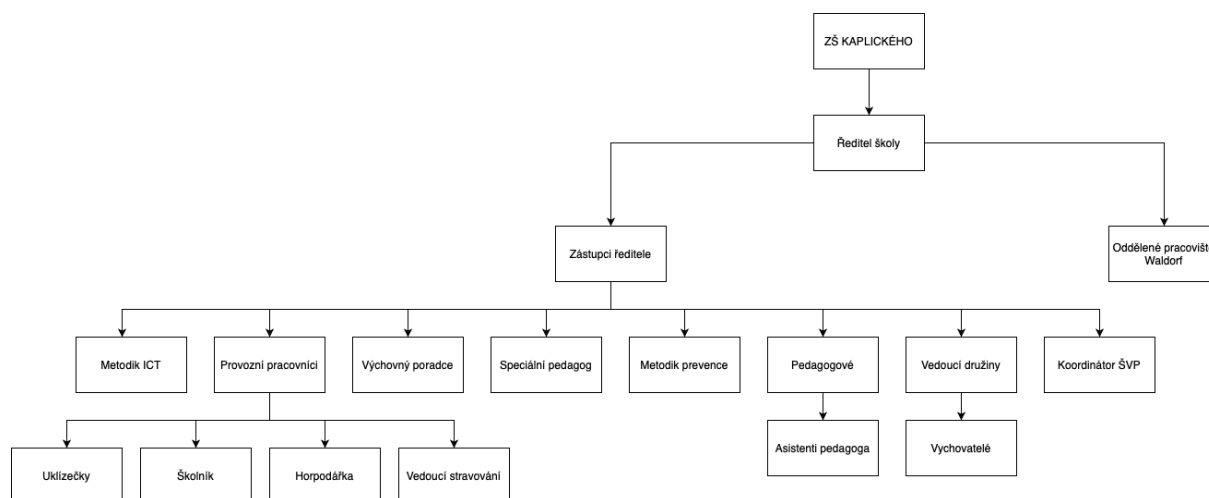 ZŠ KAPLICKÉHO
Ředitel školy
Zástupci ředitele
Oddělené pracoviště
Waldorf
Metodik ICT
Provozní pracovníci
Výchovný poradce
Speciální pedagog
Metodik prevence
Pedagogové
Vedoucí družiny
Koordinátor ŠVP
Uklízečky
Školník
Horpodářka
Vedoucí stravování
Asistenti pedagoga
Vychovatelé